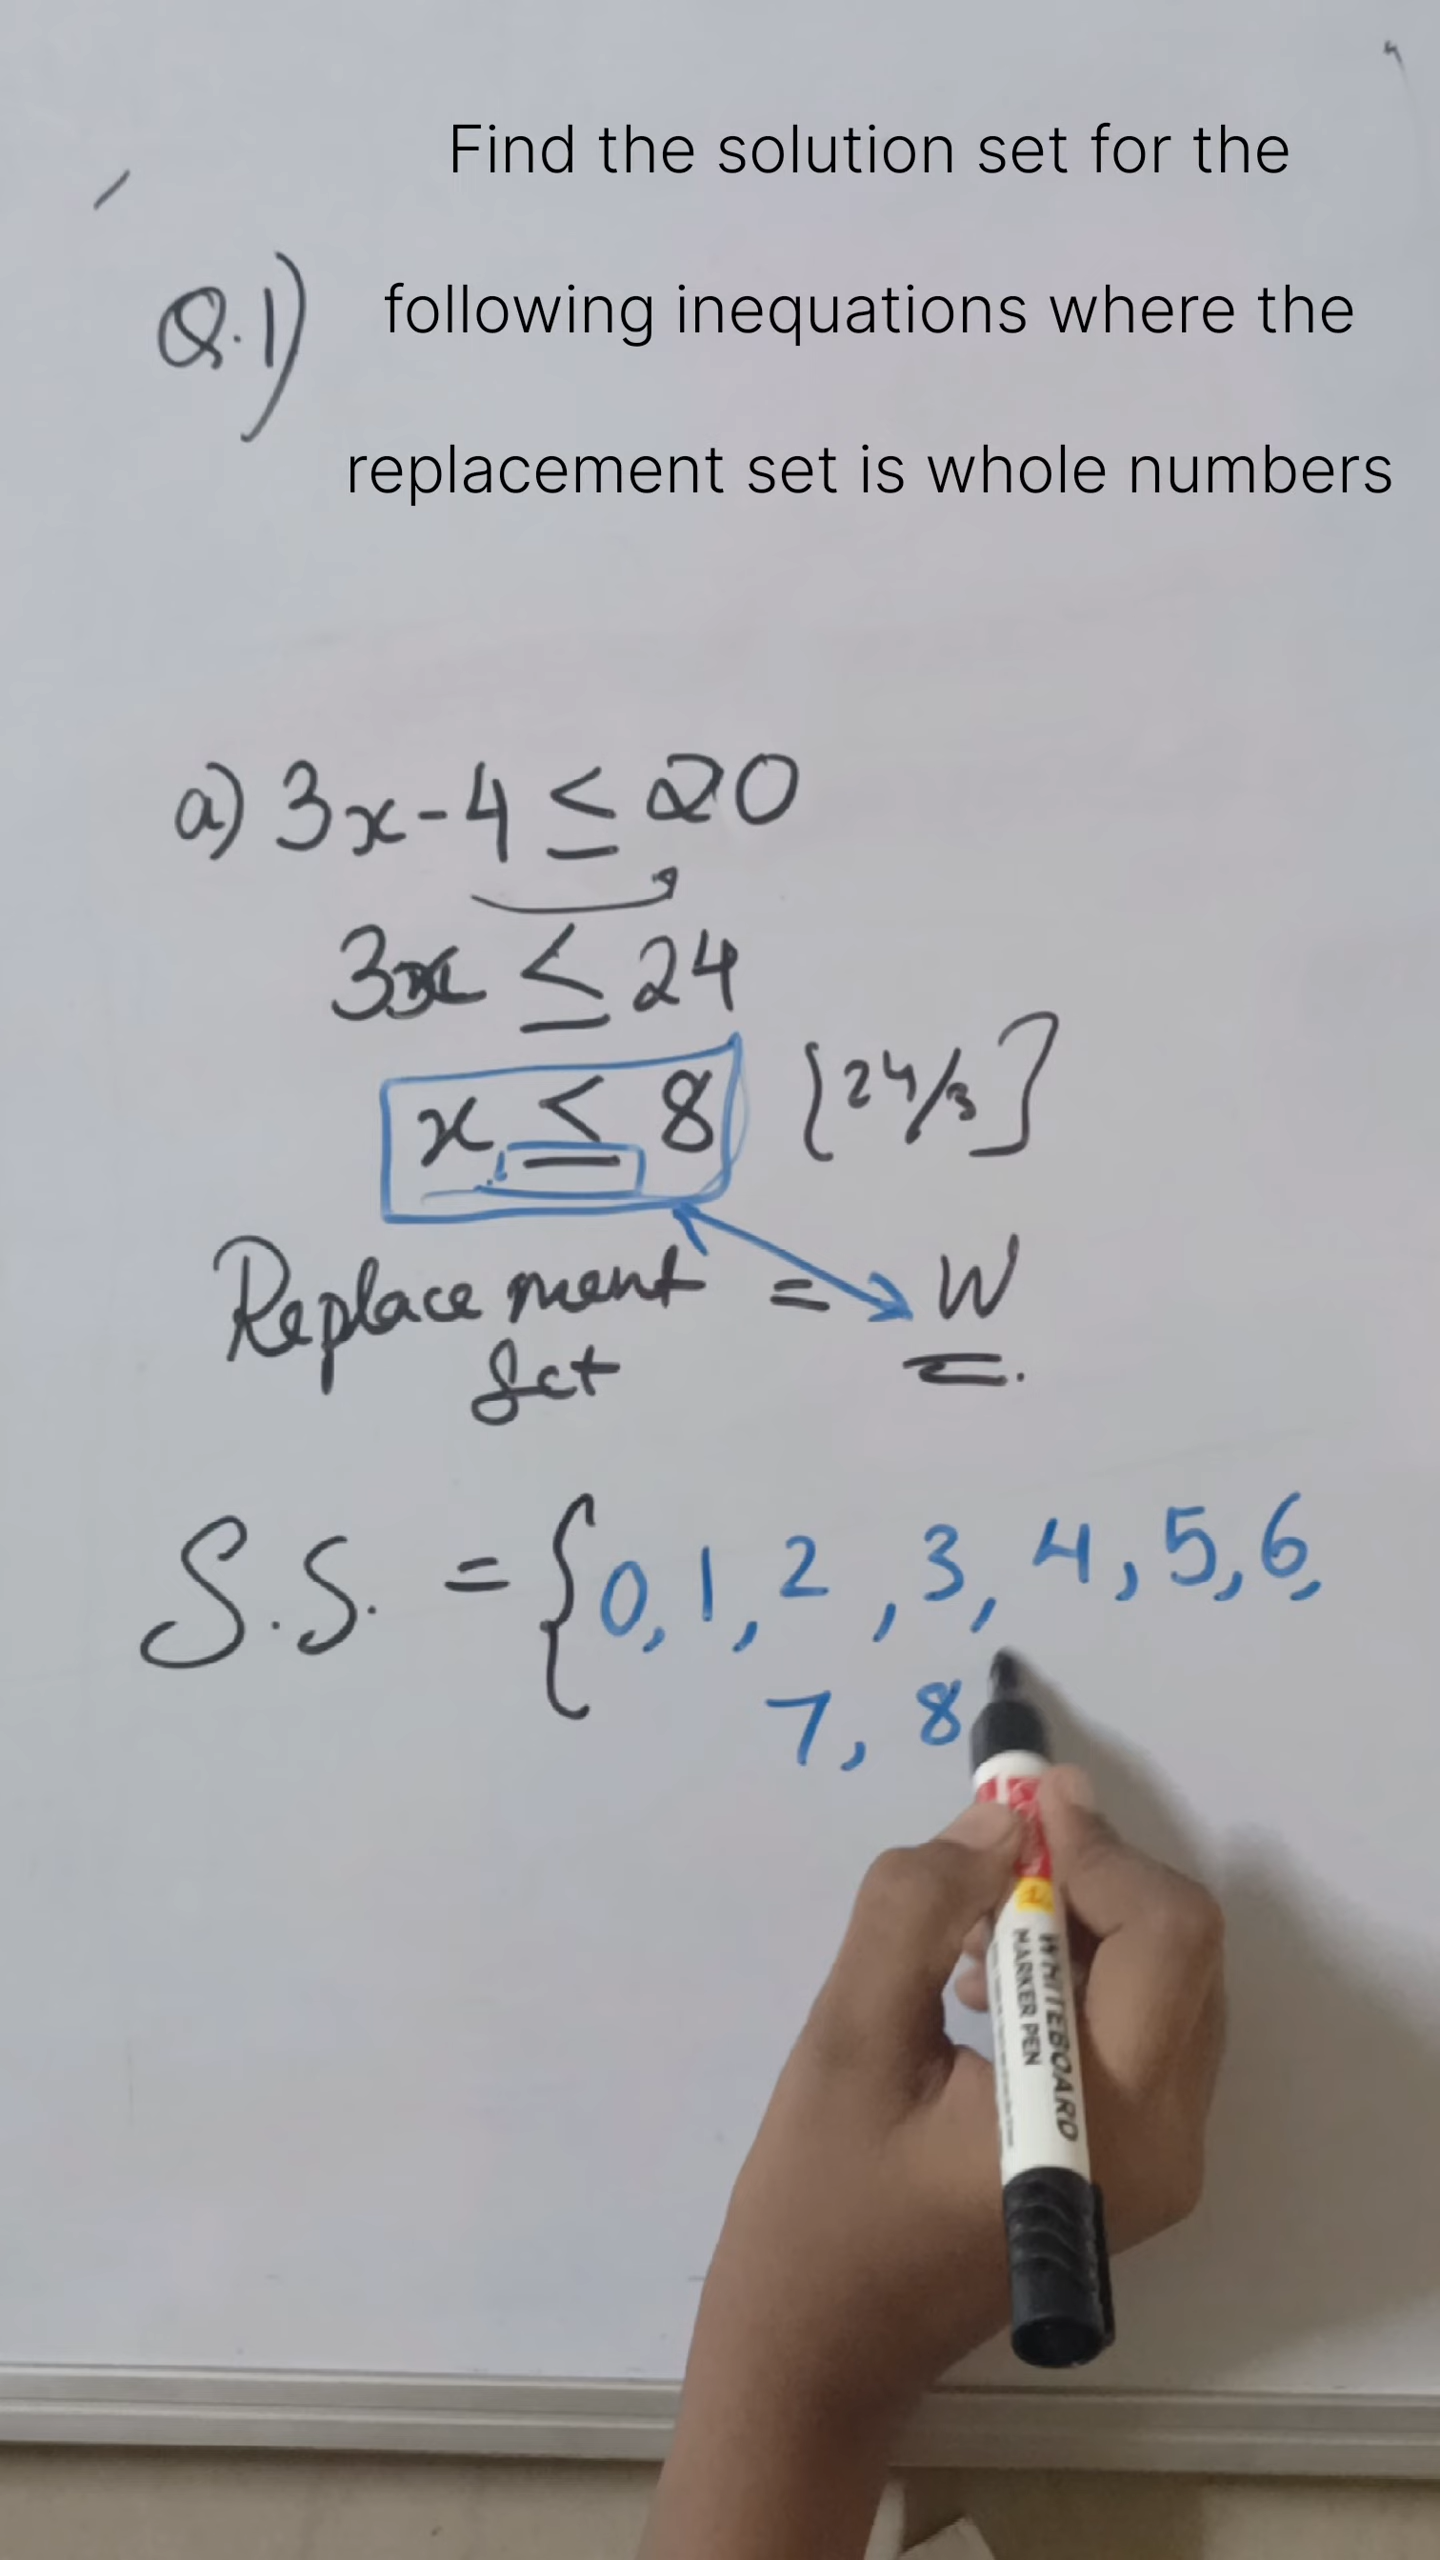 Find the solution set for the
Q.1) following inequations where the
replacement set is whole numbers
a) 3x-4 ≤ 20
3x ≤ 24
x ≤ 8 [24/3]
Replacement = W
Set
S.S. = {0, 1, 2, 3, 4, 5, 6,
7, 8
WHITEBOARD
MARKER PEN